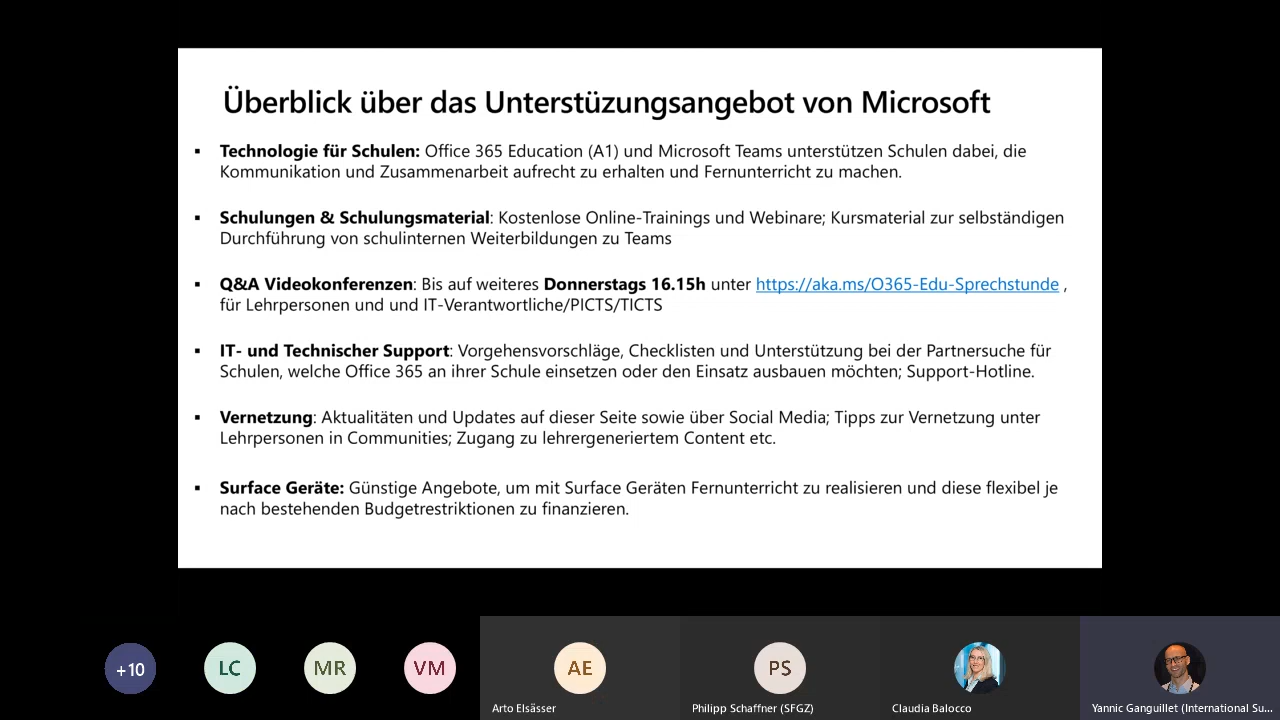 Überblick über das Unterstüzungsangebot von Microsoft
▪ Technologie für Schulen: Office 365 Education (A1) und Microsoft Teams unterstützen Schulen dabei, die
Kommunikation und Zusammenarbeit aufrecht zu erhalten und Fernunterricht zu machen.
▪ Schulungen & Schulungsmaterial: Kostenlose Online-Trainings und Webinare; Kursmaterial zur selbständigen
Durchführung von schulinternen Weiterbildungen zu Teams
▪ Q&A Videokonferenzen: Bis auf weiteres Donnerstags 16.15h unter https://aka.ms/O365-Edu-Sprechstunde ,
für Lehrpersonen und und IT-Verantwortliche/PICTS/TICTS
▪ IT- und Technischer Support: Vorgehensvorschläge, Checklisten und Unterstützung bei der Partnersuche für
Schulen, welche Office 365 an ihrer Schule einsetzen oder den Einsatz ausbauen möchten; Support-Hotline.
▪ Vernetzung: Aktualitäten und Updates auf dieser Seite sowie über Social Media; Tipps zur Vernetzung unter
Lehrpersonen in Communities; Zugang zu lehrergeneriertem Content etc.
▪ Surface Geräte: Günstige Angebote, um mit Surface Geräten Fernunterricht zu realisieren und diese flexibel je
nach bestehenden Budgetrestriktionen zu finanzieren.
+10 LC MR VM AE PS
Arto Elsässer Philipp Schaffner (SFGZ) Claudia Balocco Yannic Ganguillet (International Su...